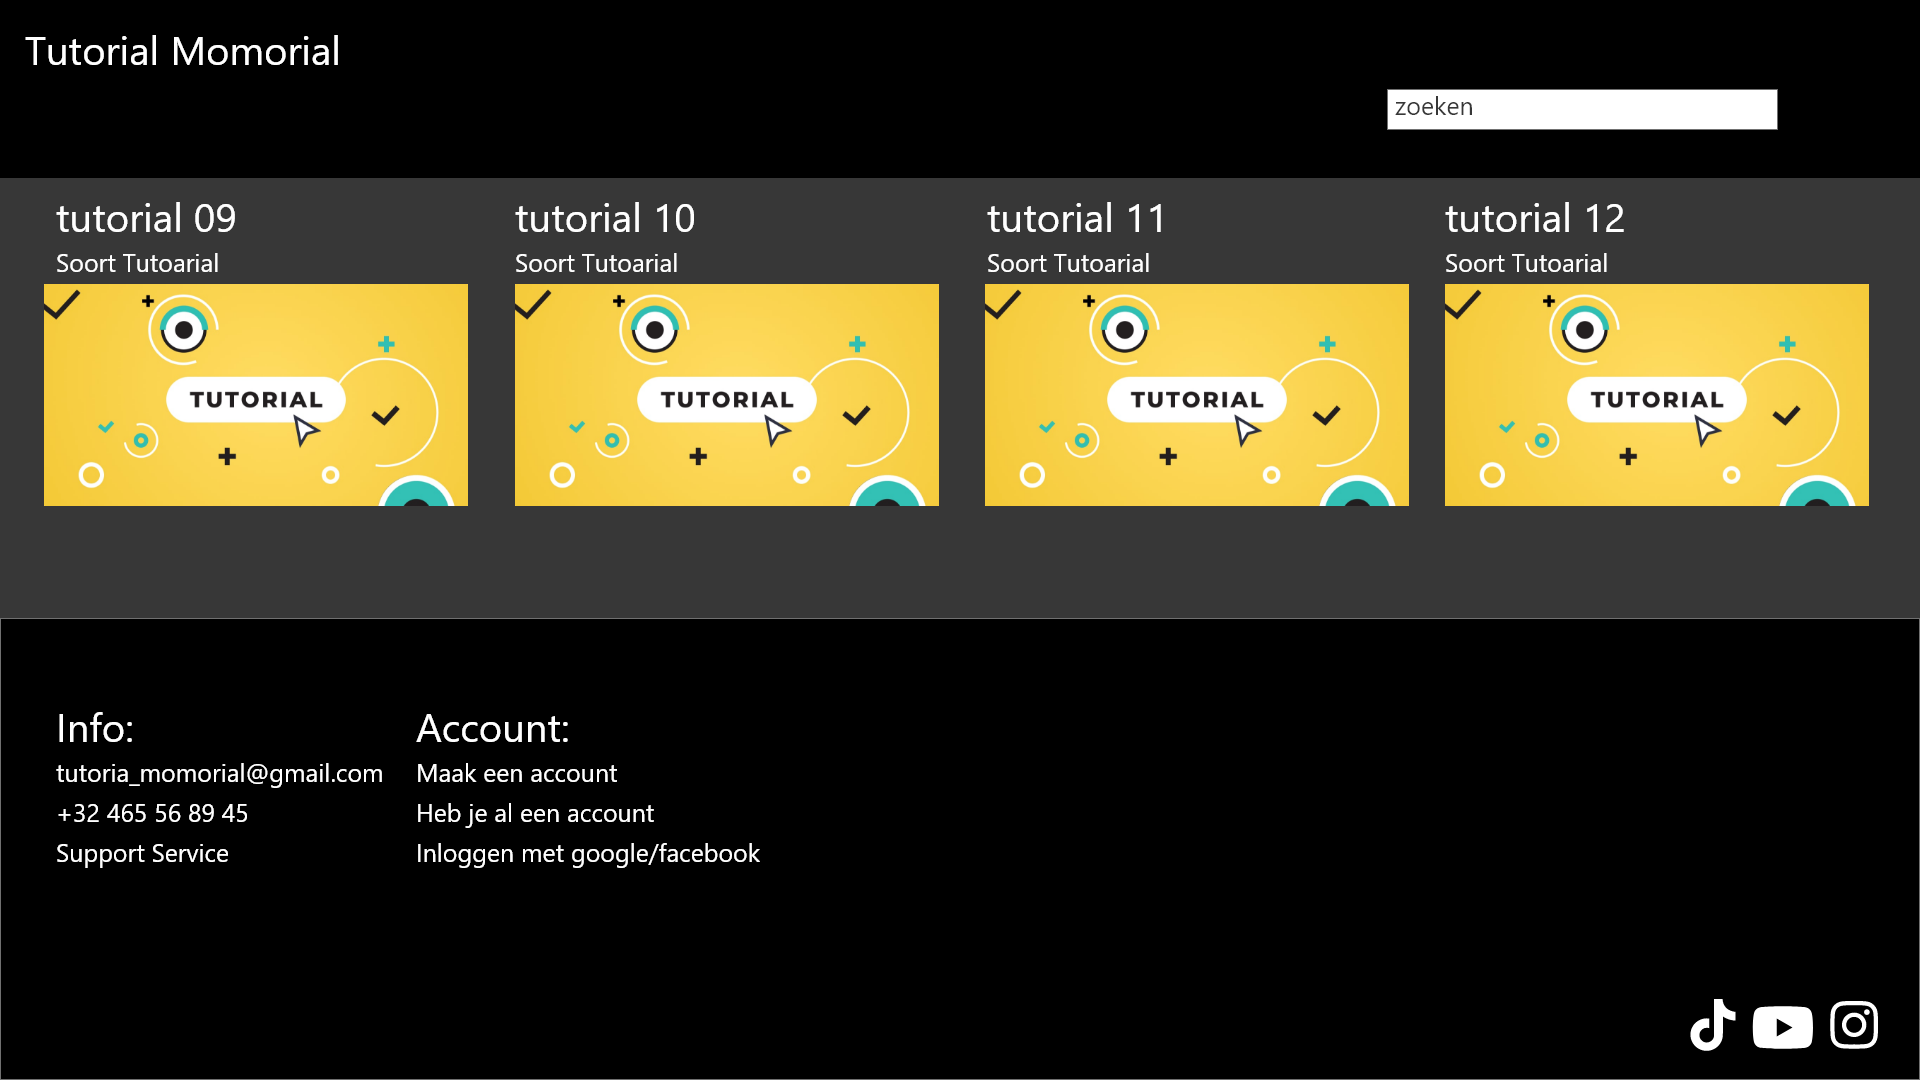 Tutorial Momorial
zoeken
tutorial 09
Soort Tutoarial
TUTORIAL
tutorial 10
Soort Tutoarial
TUTORIAL
tutorial 11
Soort Tutoarial
TUTORIAL
tutorial 12
Soort Tutoarial
TUTORIAL
Info:
tutoria_momorial@gmail.com
+32 465 56 89 45
Support Service
Account:
Maak een account
Heb je al een account
Inloggen met google/facebook